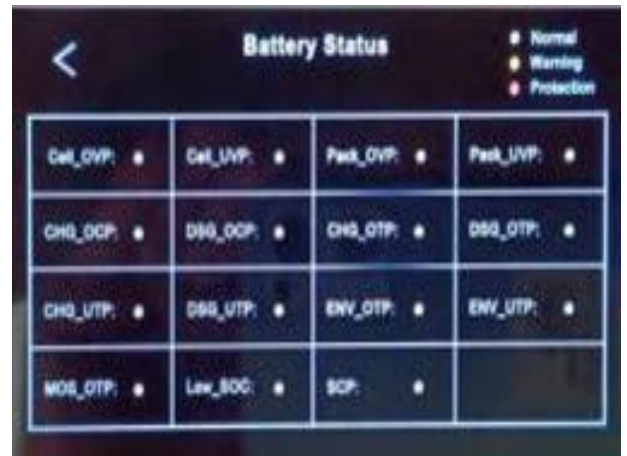 Battery Status
Normal
Warning
Protection
Cell_OVP: Cell_UVP: Pack_OVP: Pack_UVP:
CHG_OCP: DSG_OCP: CHG_OTP: DSG_OTP:
CHG_UTP: DSG_UTP: ENV_OTP: ENV_UTP:
MOS_OTP: Low_SOC: SCP: